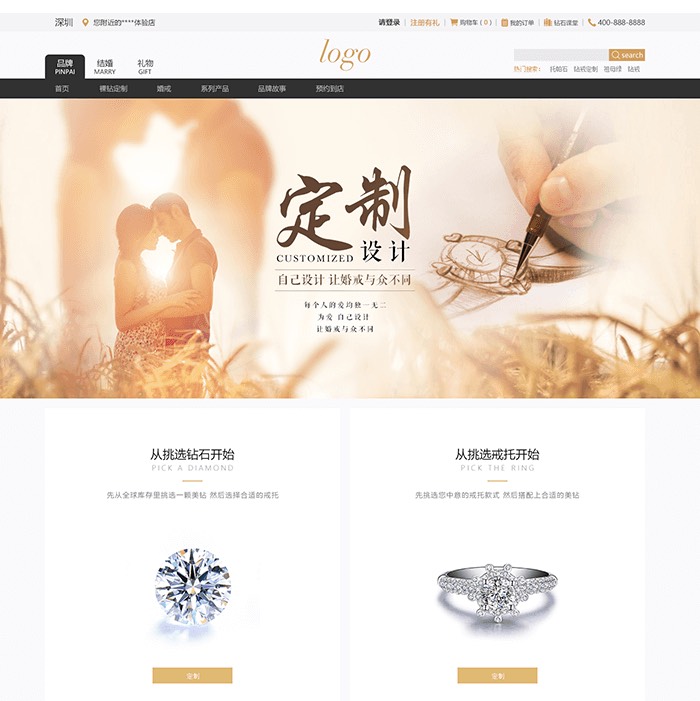 深圳 您附近的****体验店 请登录 注册有礼 购物车 ( 0 ) 我的订单 钻石课堂 400-888-8888
logo
search
品牌 结婚 礼物
PINPAI MARRY GIFT
热门搜索： 托帕石 钻戒定制 祖母绿 钻戒
首页 裸钻定制 婚戒 系列产品 品牌故事 预约到店
定制
CUSTOMIZED 设计
自己设计 让婚戒与众不同
每个人的爱均独一无二
为爱 自己设计
让婚戒与众不同
从挑选钻石开始
PICK A DIAMOND
先从全球库存里挑选一颗美钻 然后选择合适的戒托
定制
从挑选戒托开始
PICK THE RING
先挑选您中意的戒托款式 然后搭配上合适的美钻
定制